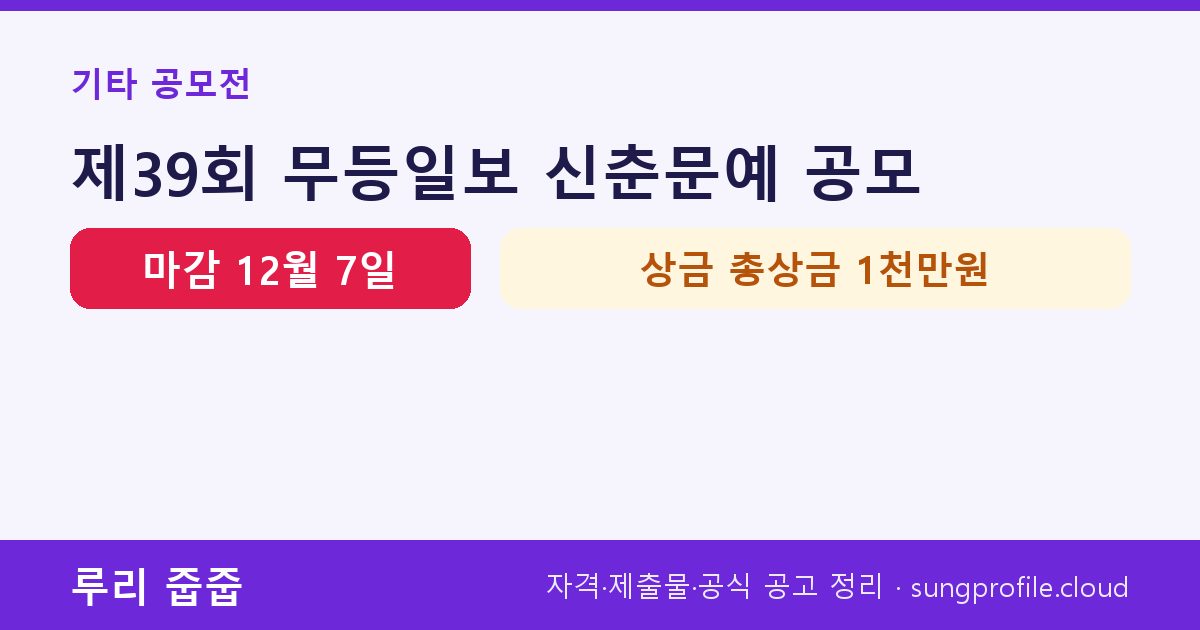 기타 공모전
제39회 무등일보 신춘문예 공모
마감 12월 7일
상금 총상금 1천만원
루리 줍줍
자격·제출물·공식 공고 정리 · sungprofile.cloud